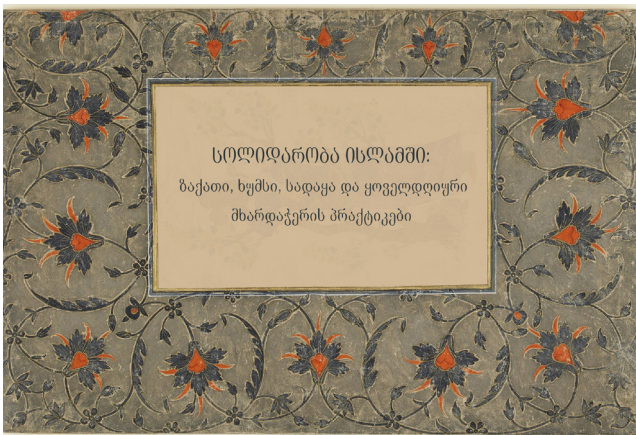 სოლიდარობა ისლამში:
ზაქათი, ხუმსი, სადაყა და ყოველდღიური
მხარდაჭერის პრაქტიკები